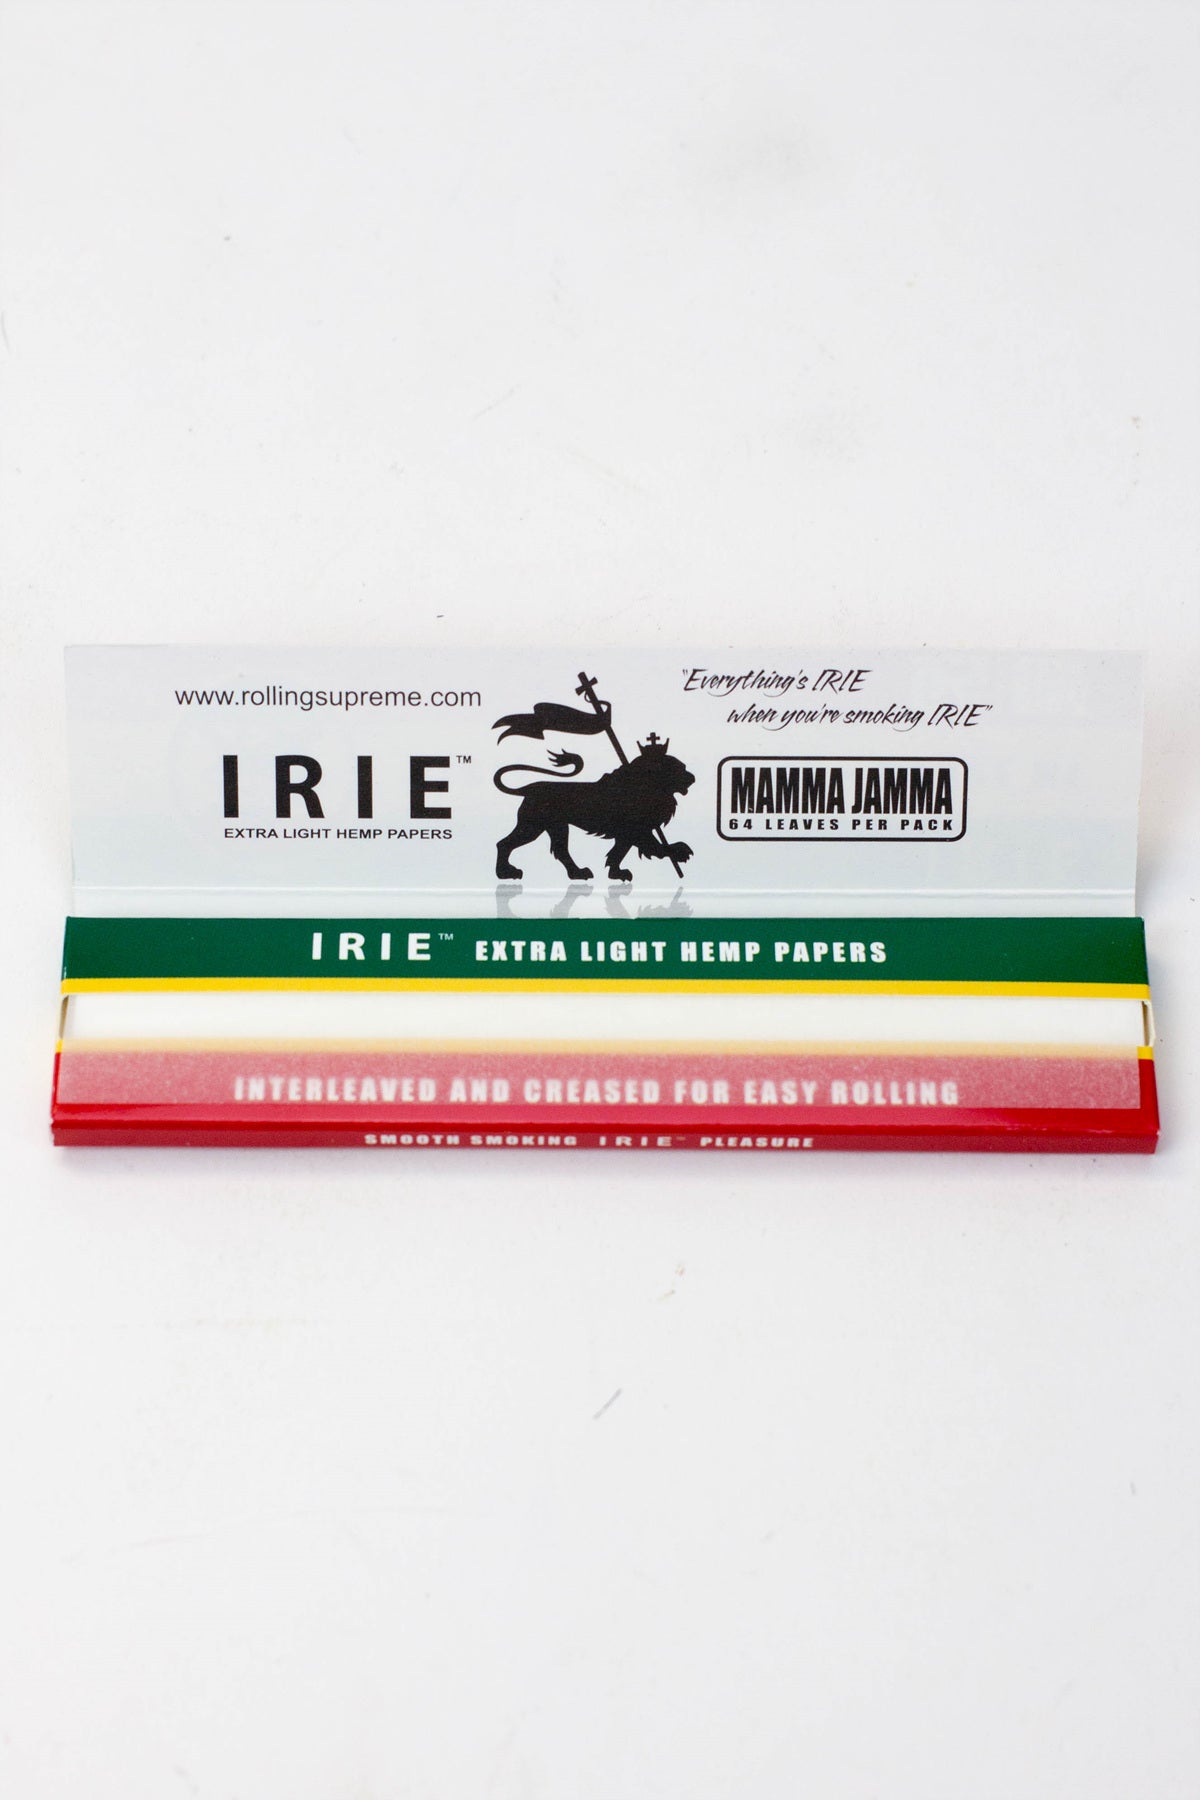 www.rollingsupreme.com
"Everything's IRIE
when you're smoking IRIE"
IRIE™
EXTRA LIGHT HEMP PAPERS
MAMMA JAMMA
64 LEAVES PER PACK
IRIE™ EXTRA LIGHT HEMP PAPERS
INTERLEAVED AND CREASED FOR EASY ROLLING
SMOOTH SMOKING IRIE™ PLEASURE